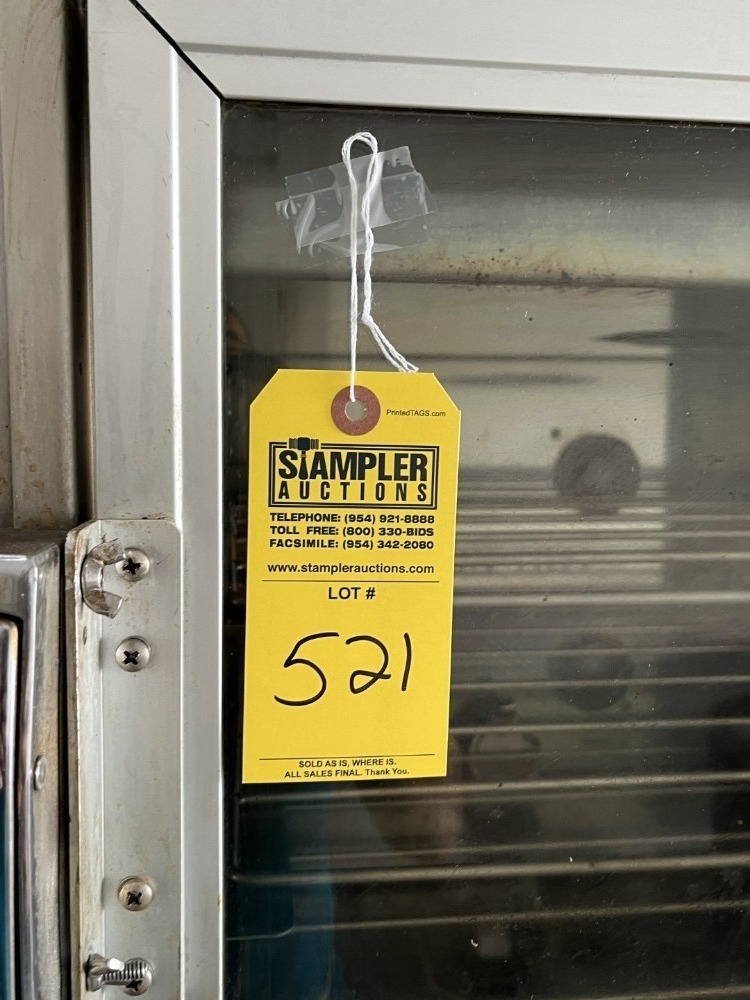 PrintedTAGS.com
STAMPLER
AUCTIONS
TELEPHONE: (954) 921-8888
TOLL FREE: (800) 330-BIDS
FACSIMILE: (954) 342-2080
www.stamplerauctions.com
LOT #
521
SOLD AS IS, WHERE IS.
ALL SALES FINAL. Thank You.